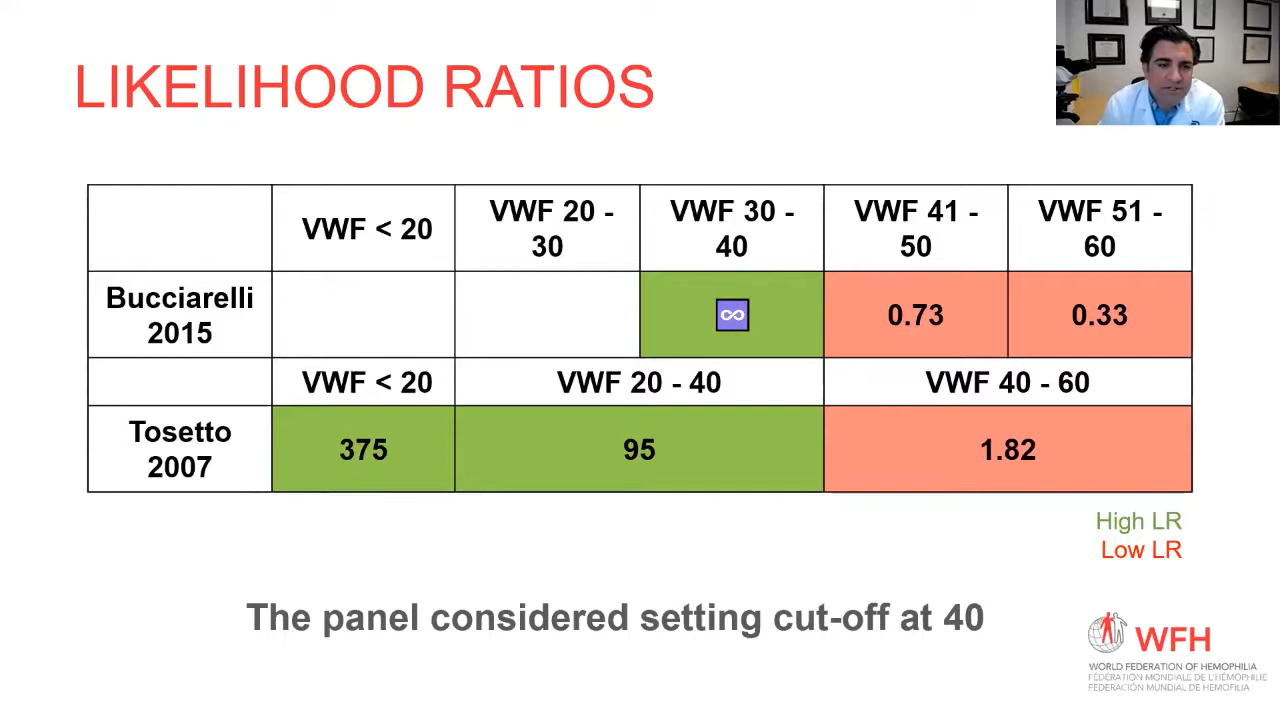 LIKELIHOOD RATIOS
VWF < 20
VWF 20 -
30
VWF 30 -
40
VWF 41 -
50
VWF 51 -
60
Bucciarelli
2015
∞
0.73
0.33
VWF < 20
VWF 20 - 40
VWF 40 - 60
Tosetto
2007
375
95
1.82
High LR
Low LR
The panel considered setting cut-off at 40
WFH
WORLD FEDERATION OF HEMOPHILIA
FÉDÉRATION MONDIALE DE L'HÉMOPHILIE
FEDERACIÓN MUNDIAL DE HEMOFILIA